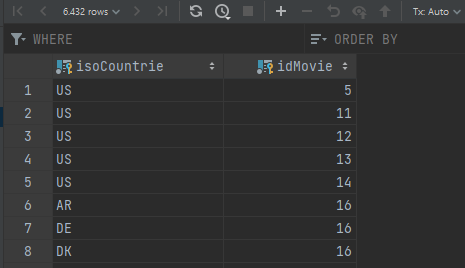 6.432 rows Tx: Auto
WHERE ORDER BY
isoCountrie idMovie
1 US 5
2 US 11
3 US 12
4 US 13
5 US 14
6 AR 16
7 DE 16
8 DK 16